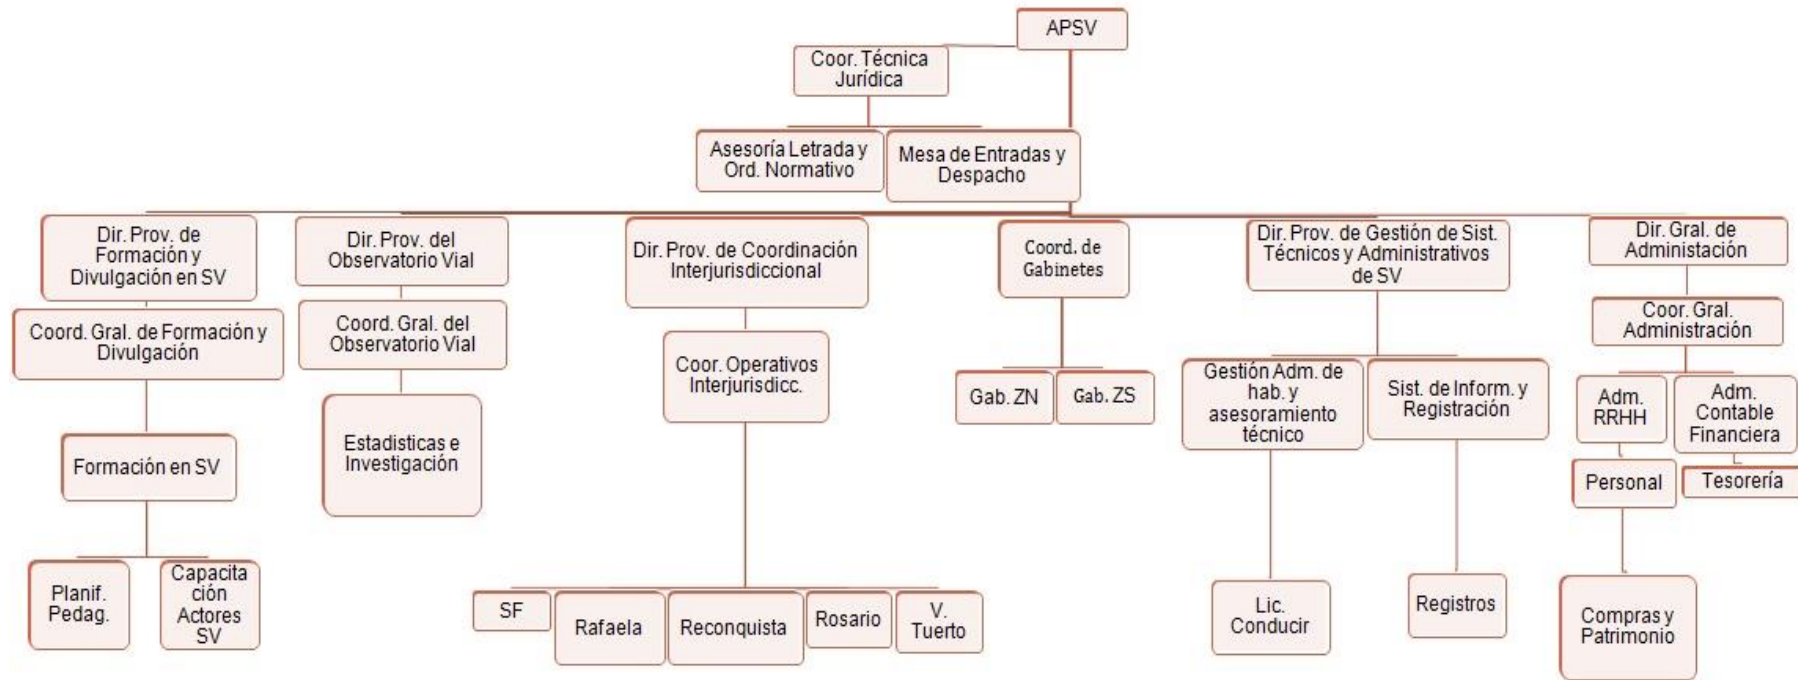 APSV
Coor. Técnica
Jurídica
Asesoría Letrada y
Ord. Normativo
Mesa de Entradas y
Despacho
Dir. Prov. de
Formación y
Divulgación en SV
Dir. Prov. del
Observatorio Vial
Dir. Prov. de Coordinación
Interjurisdiccional
Coord. de
Gabinetes
Dir. Prov. de Gestión de Sist.
Técnicos y Administrativos
de SV
Dir. Gral. de
Administación
Coord. Gral. de Formación y
Divulgación
Coord. Gral. del
Observatorio Vial
Coor. Operativos
Interjurisdicc.
Gab. ZN
Gab. ZS
Gestión Adm. de
hab. y
asesoramiento
técnico
Sist. de Inform. y
Registración
Coor. Gral.
Administración
Adm.
RRHH
Adm.
Contable
Financiera
Formación en SV
Estadisticas e
Investigación
Personal
Tesorería
Planif.
Pedag.
Capacita
ción
Actores
SV
SF
Rafaela
Reconquista
Rosario
V.
Tuerto
Lic.
Conducir
Registros
Compras y
Patrimonio